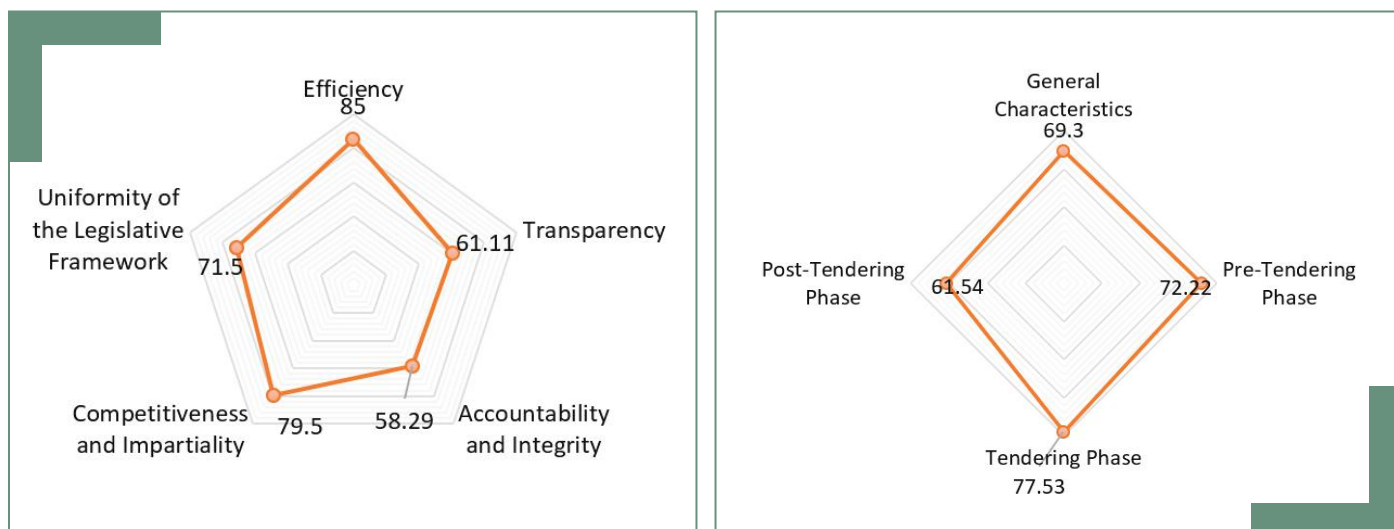 Efficiency
85
Uniformity of
the Legislative
Framework
71.5
61.11
Transparency
Competitiveness
and Impartiality
79.5
58.29
Accountability
and Integrity
General
Characteristics
69.3
Post-Tendering
Phase
61.54
72.22
Pre-Tendering
Phase
Tendering Phase
77.53